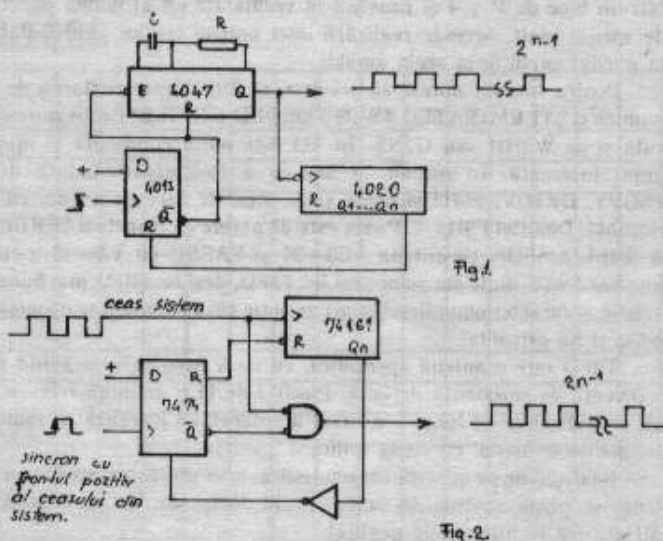 C
R
2^n-1
E 4047 Q
R
+ D
4013
>
Q̅
R
>
4020
R Q1...Qn
Fig.1.
ceas sistem
>
74161
R
Qn
+ D R
7474
> Q̅
2n-1
sincron cu
frontul pozitiv
al ceasului din
sistem.
Fig.2.